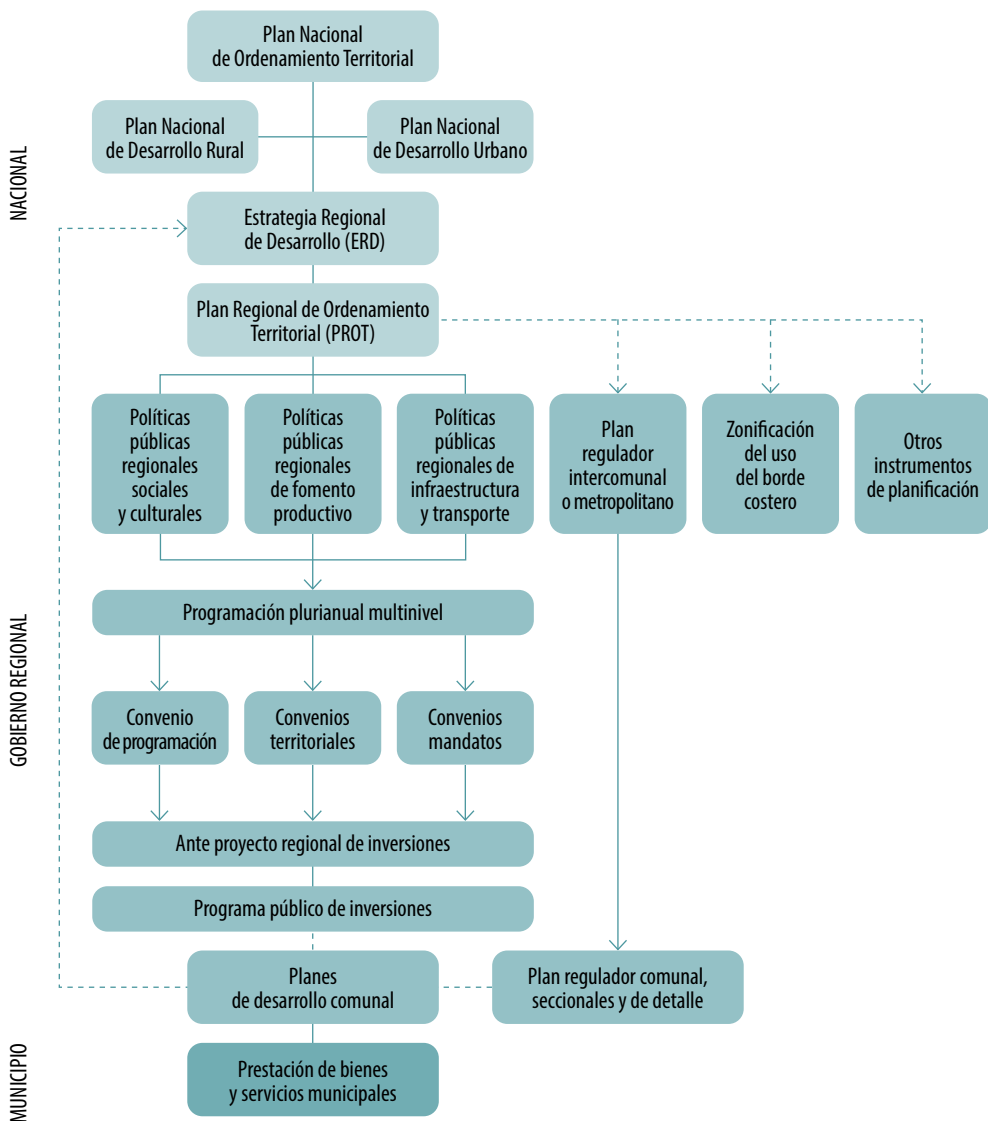 Plan Nacional
de Ordenamiento Territorial
Plan Nacional
de Desarrollo Rural
Plan Nacional
de Desarrollo Urbano
NACIONAL
Estrategia Regional
de Desarrollo (ERD)
Plan Regional de Ordenamiento
Territorial (PROT)
Políticas
públicas
regionales
sociales
y culturales
Políticas
públicas
regionales
de fomento
productivo
Políticas
públicas
regionales de
infraestructura
y transporte
Plan
regulador
intercomunal
o metropolitano
Zonificación
del uso
del borde
costero
Otros
instrumentos
de planificación
Programación plurianual multinivel
GOBIERNO REGIONAL
Convenio
de programación
Convenios
territoriales
Convenios
mandatos
Ante proyecto regional de inversiones
Programa público de inversiones
Planes
de desarrollo comunal
Plan regulador comunal,
seccionales y de detalle
MUNICIPIO
Prestación de bienes
y servicios municipales